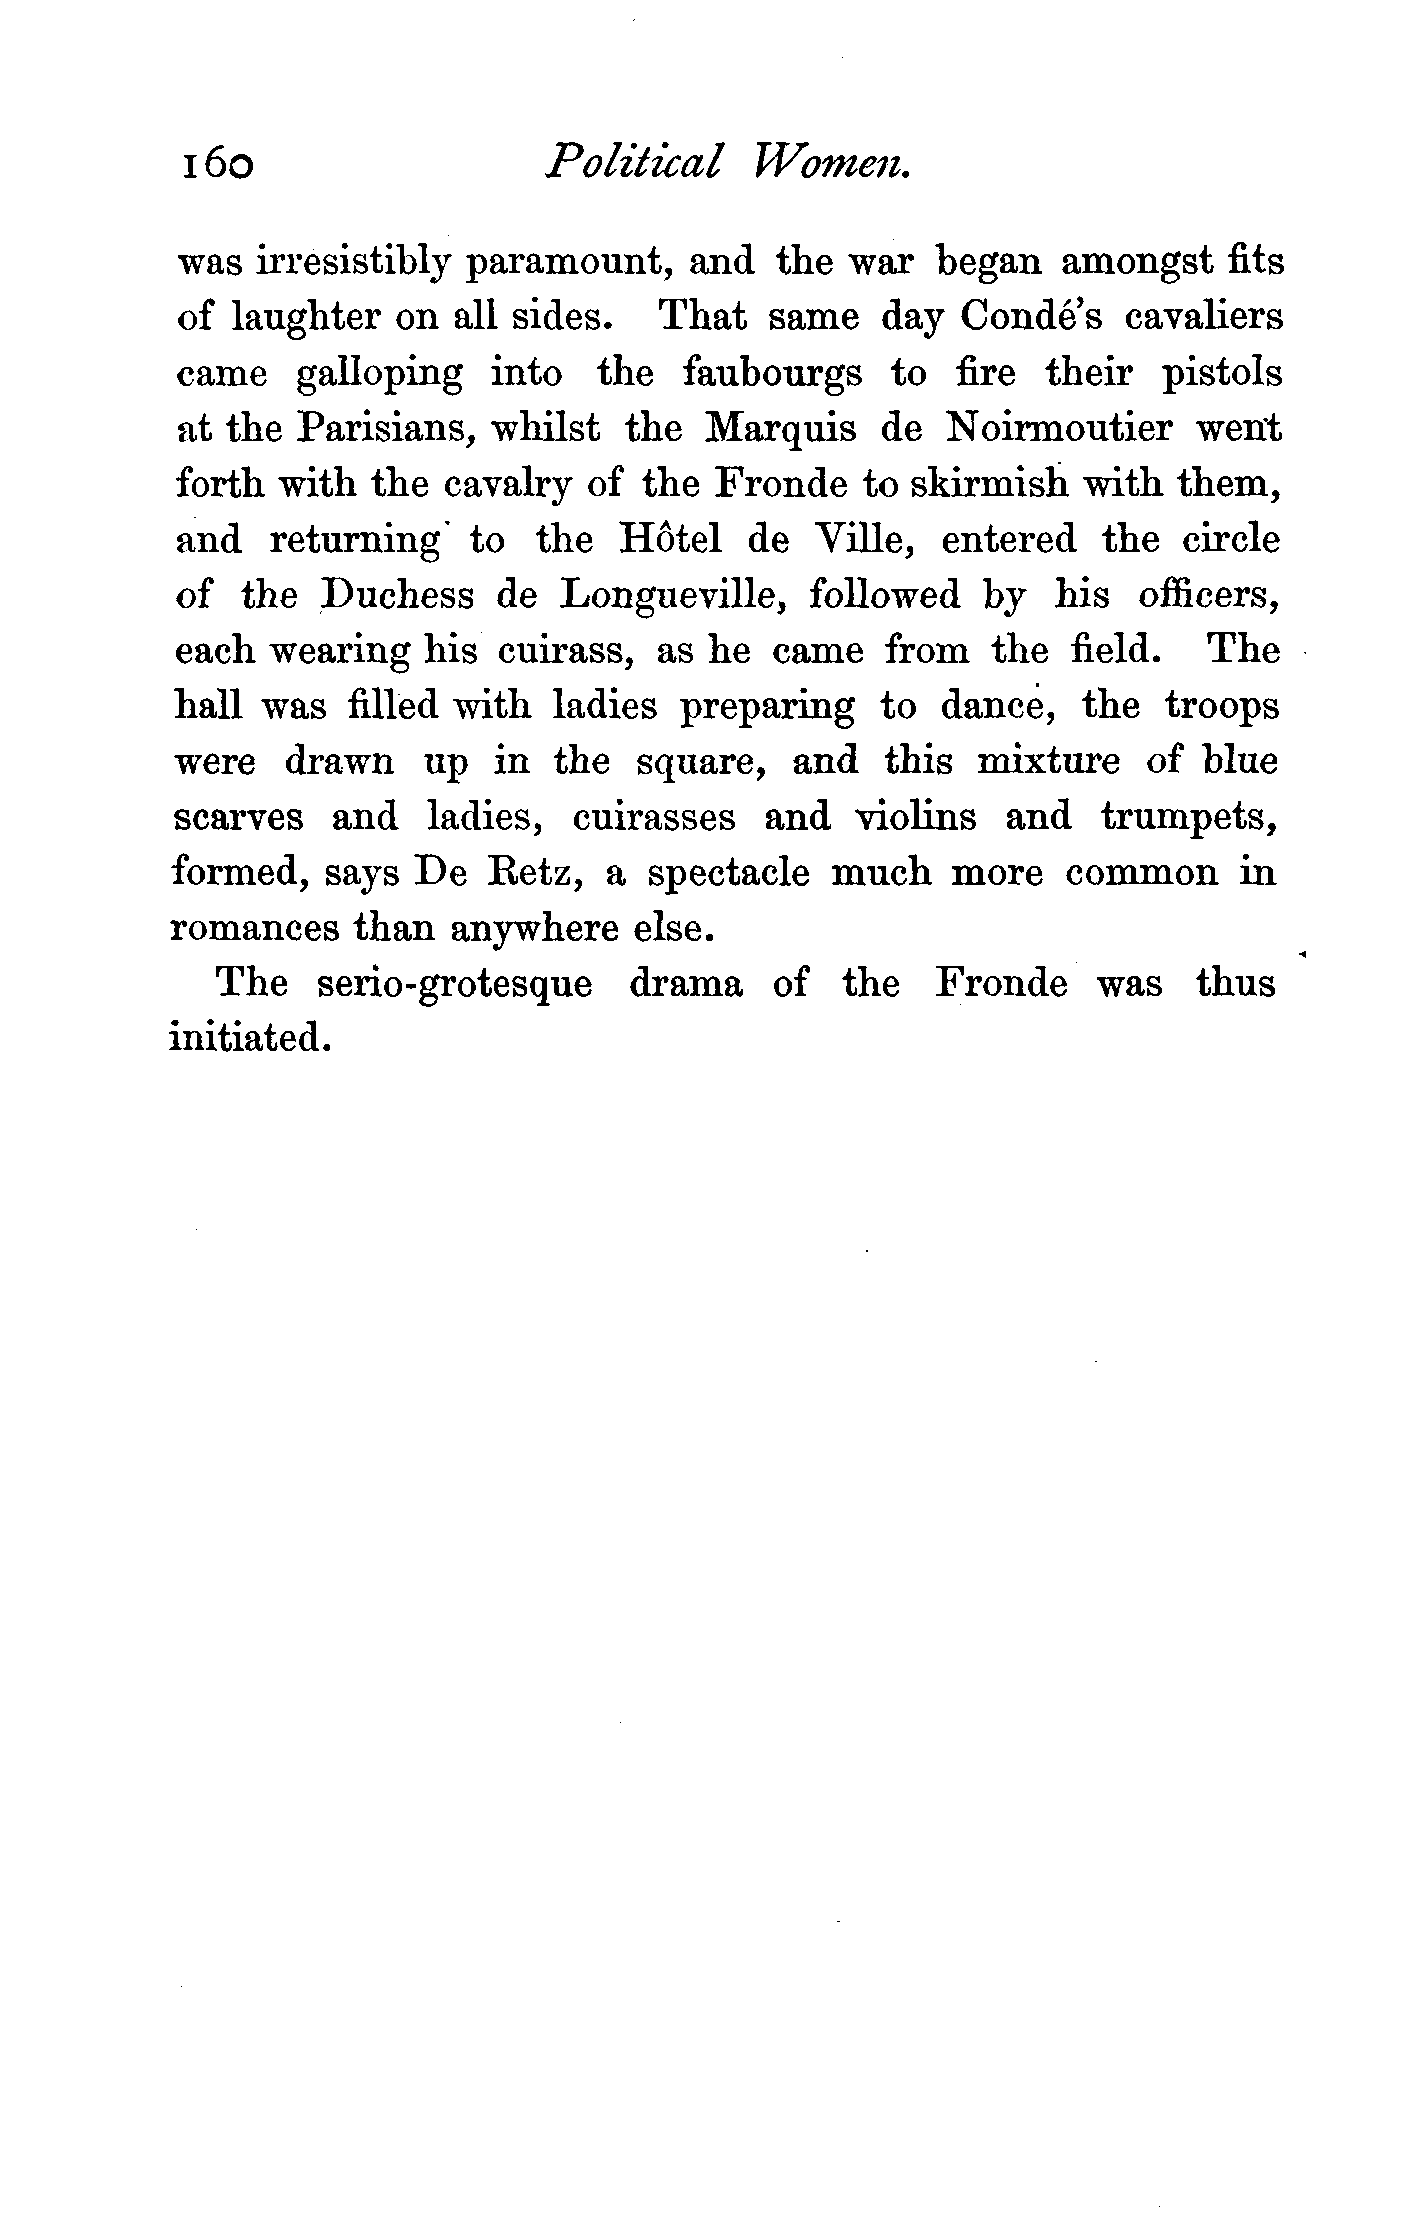 160 Political Women.
was irresistibly paramount, and the war began amongst fits
of laughter on all sides. That same day Condé's cavaliers
came galloping into the faubourgs to fire their pistols
at the Parisians, whilst the Marquis de Noirmoutier went
forth with the cavalry of the Fronde to skirmish with them,
and returning to the Hôtel de Ville, entered the circle
of the Duchess de Longueville, followed by his officers,
each wearing his cuirass, as he came from the field. The
hall was filled with ladies preparing to dance, the troops
were drawn up in the square, and this mixture of blue
scarves and ladies, cuirasses and violins and trumpets,
formed, says De Retz, a spectacle much more common in
romances than anywhere else.
The serio-grotesque drama of the Fronde was thus
initiated.